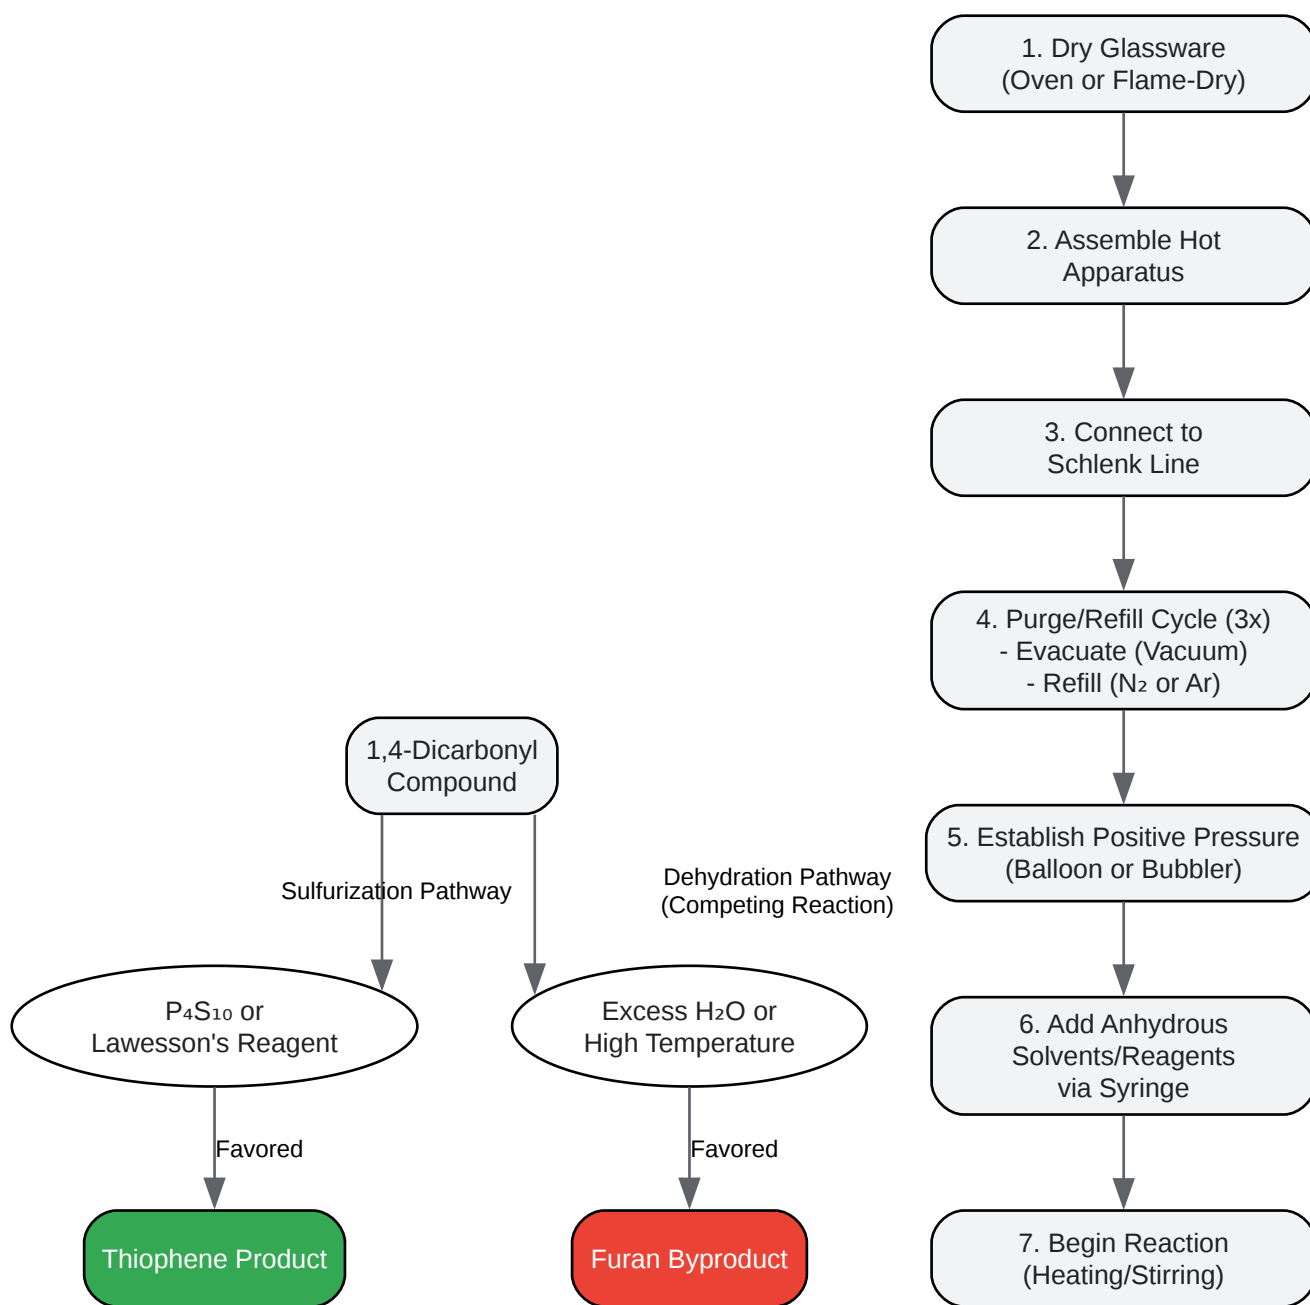 1. Dry Glassware
(Oven or Flame-Dry)
2. Assemble Hot
Apparatus
3. Connect to
Schlenk Line
4. Purge/Refill Cycle (3x)
- Evacuate (Vacuum)
- Refill (N₂ or Ar)
5. Establish Positive Pressure
(Balloon or Bubbler)
6. Add Anhydrous
Solvents/Reagents
via Syringe
7. Begin Reaction
(Heating/Stirring)
1,4-Dicarbonyl
Compound
Sulfurization Pathway
Dehydration Pathway
(Competing Reaction)
P₄S₁₀ or
Lawesson's Reagent
Excess H₂O or
High Temperature
Favored
Favored
Thiophene Product
Furan Byproduct